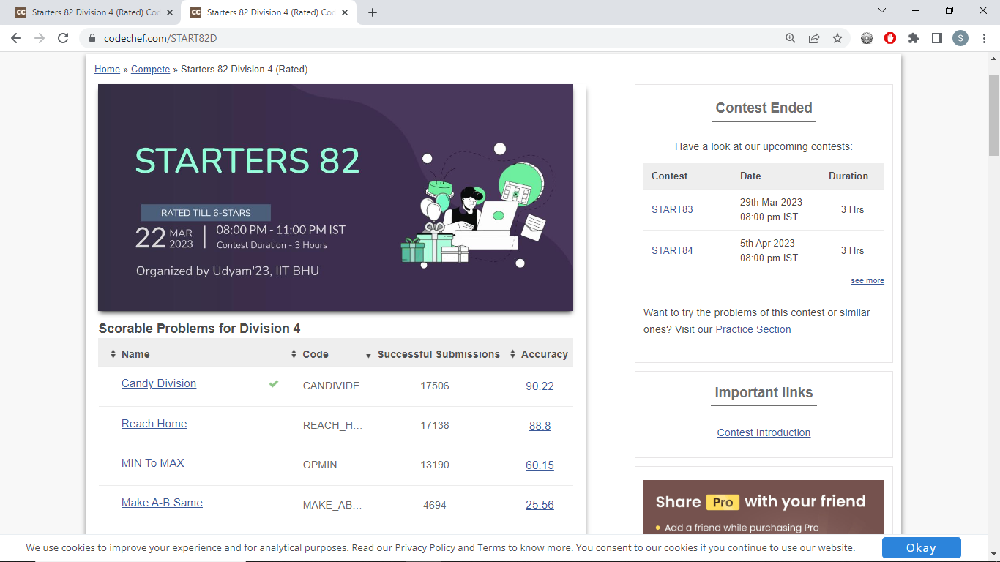 Starters 82 Division 4 (Rated) Coc
Starters 82 Division 4 (Rated) Coc
codechef.com/START82D
S
Home » Compete » Starters 82 Division 4 (Rated)
STARTERS 82
RATED TILL 6-STARS
22 MAR 2023 | 08:00 PM - 11:00 PM IST
Contest Duration - 3 Hours
Organized by Udyam'23, IIT BHU
Scorable Problems for Division 4
Name Code Successful Submissions Accuracy
Candy Division CANDIVIDE 17506 90.22
Reach Home REACH_H... 17138 88.8
MIN To MAX OPMIN 13190 60.15
Make A-B Same MAKE_AB... 4694 25.56
Contest Ended
Have a look at our upcoming contests:
Contest Date Duration
START83 29th Mar 2023 08:00 pm IST 3 Hrs
START84 5th Apr 2023 08:00 pm IST 3 Hrs
see more
Want to try the problems of this contest or similar
ones? Visit our Practice Section
Important links
Contest Introduction
Share Pro with your friend
• Add a friend while purchasing Pro
We use cookies to improve your experience and for analytical purposes. Read our Privacy Policy and Terms to know more. You consent to our cookies if you continue to use our website.
Okay